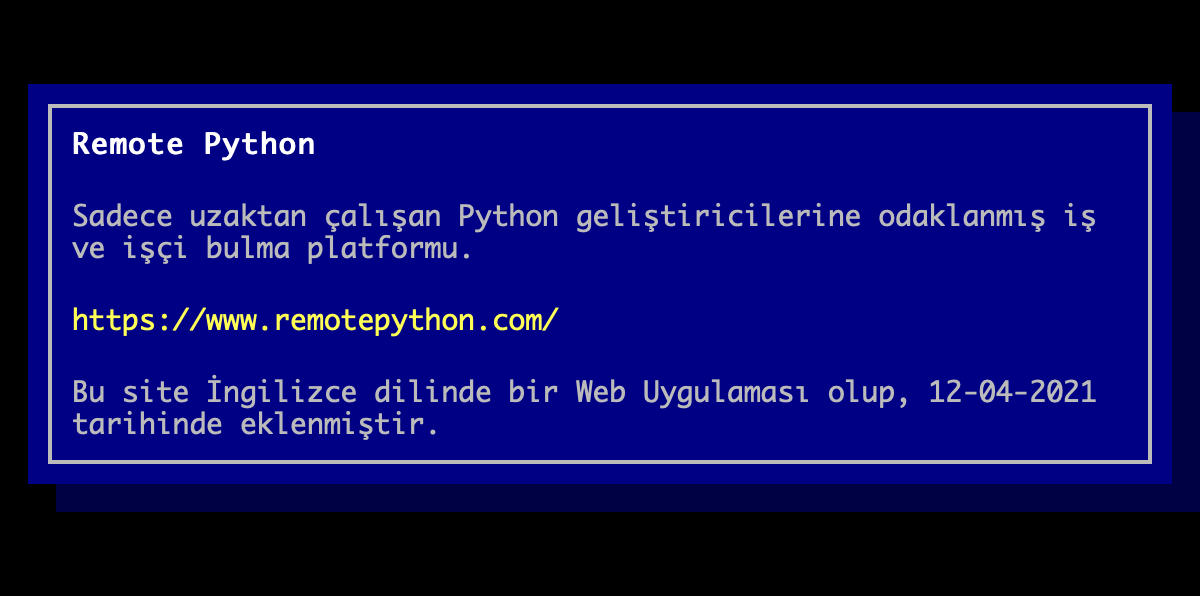 Remote Python
Sadece uzaktan çalışan Python geliştiricilerine odaklanmış iş
ve işçi bulma platformu.
https://www.remotepython.com/
Bu site İngilizce dilinde bir Web Uygulaması olup, 12-04-2021
tarihinde eklenmiştir.